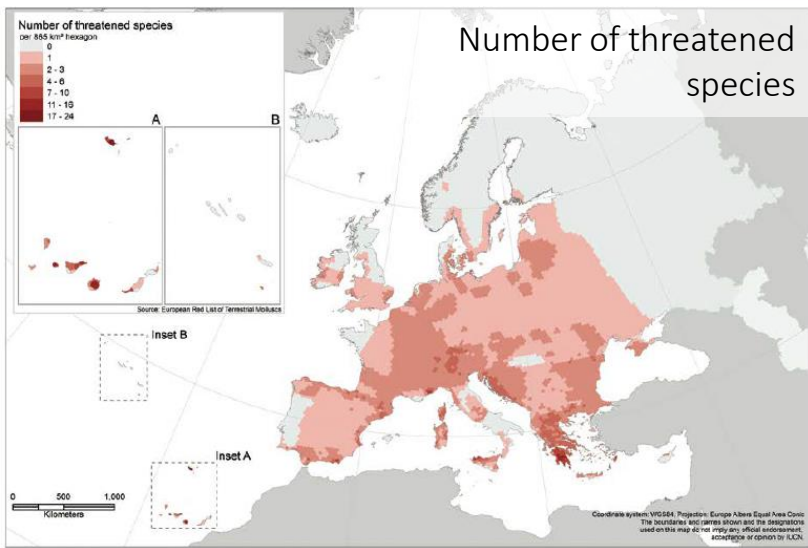 Number of threatened
species
Number of threatened species
per 865 km² hexagon
0
1
2 - 3
4 - 6
7 - 10
11 - 16
17 - 24
A
B
Source: European Red List of Terrestrial Molluscs
Inset B
Inset A
0 500 1,000
Kilometers
Coordinate system: WGS84, Projection: Europe Albers Equal Area Conic
The boundaries and names shown and the designations
used on this map do not imply any official endorsement,
acceptance or opinion by IUCN.